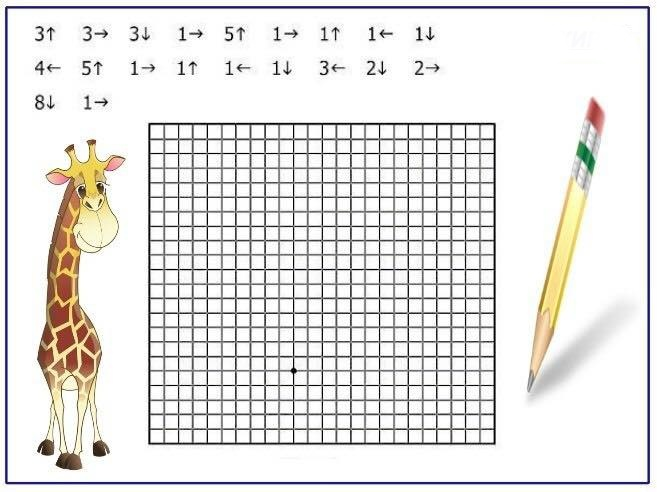 3↑ 3→ 3↓ 1→ 5↑ 1→ 1↑ 1← 1↓
4← 5↑ 1→ 1↑ 1← 1↓ 3← 2↓ 2→
8↓ 1→